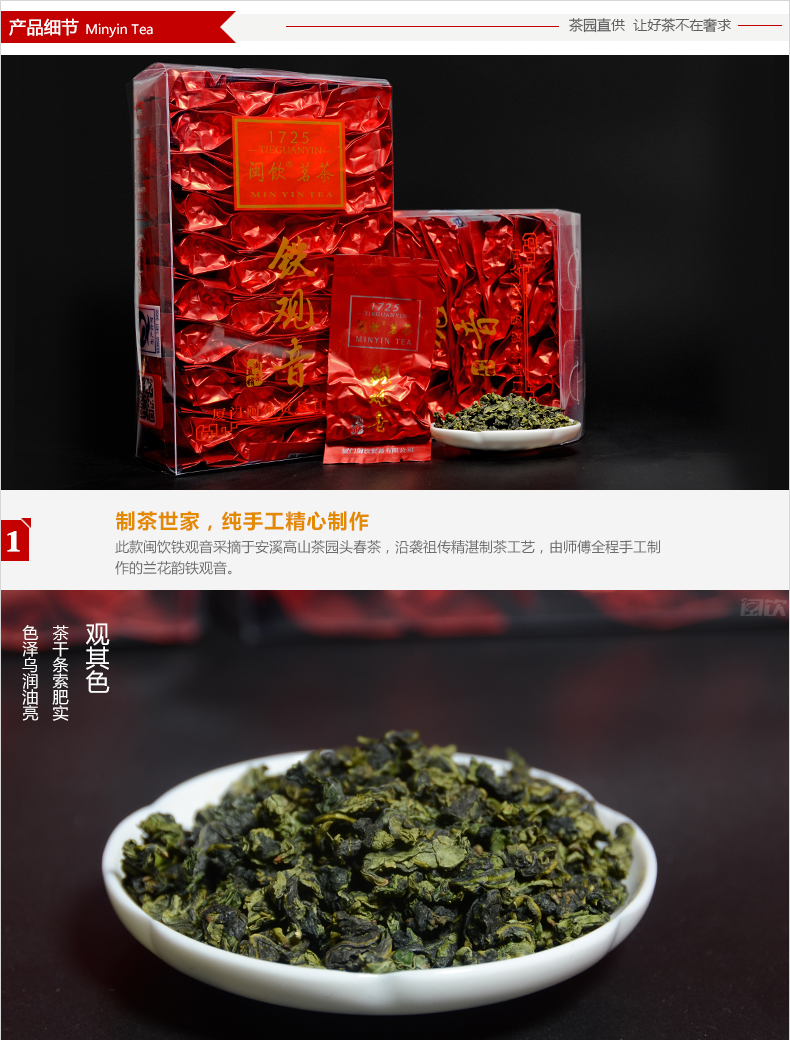 产品细节 Minyin Tea
茶园直供 让好茶不在奢求
1725
TIEGUANYIN
闽饮®茗茶
MIN YIN TEA
铁观音
1725
TIEGUANYIN
MINYIN TEA
1
制茶世家，纯手工精心制作
此款闽饮铁观音采摘于安溪高山茶园头春茶，沿袭祖传精湛制茶工艺，由师傅全程手工制
作的兰花韵铁观音。
闽饮
观其色
茶干条索肥实
色泽乌润油亮